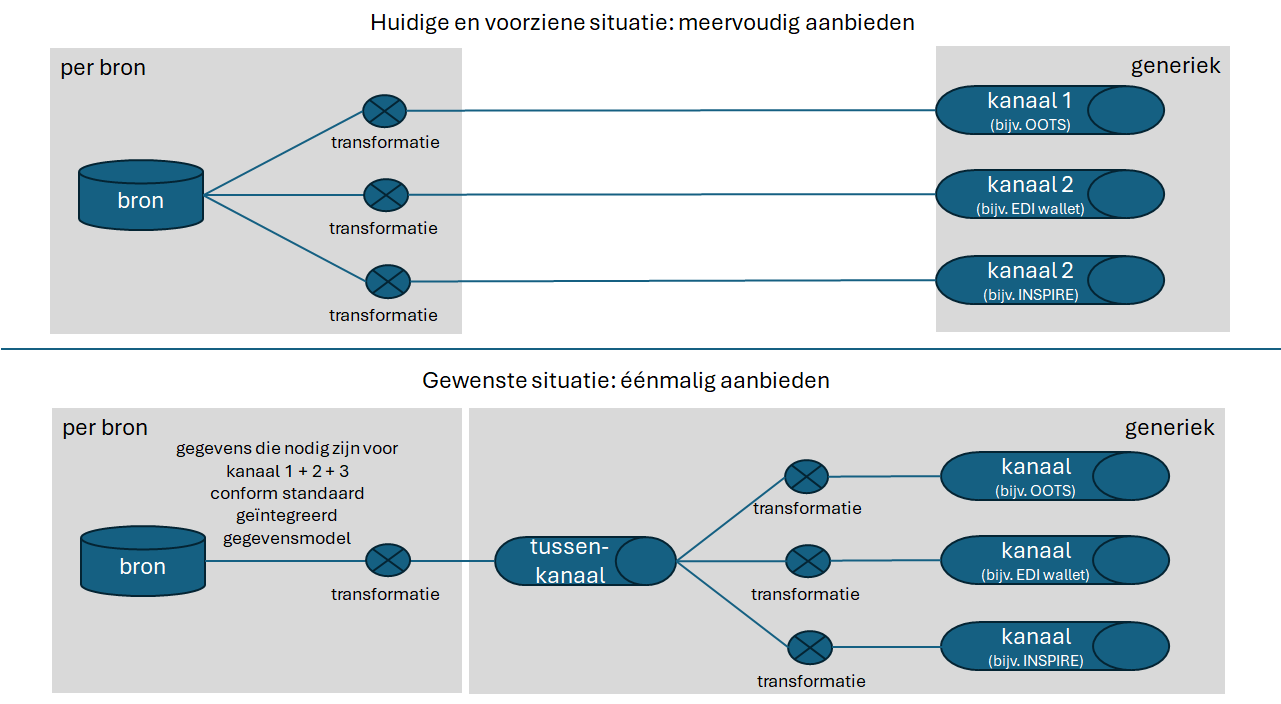 Huidige en voorziene situatie: meervoudig aanbieden
per bron
generiek
kanaal 1
(bijv. OOTS)
transformatie
bron
kanaal 2
(bijv. EDI wallet)
transformatie
kanaal 2
(bijv. INSPIRE)
transformatie
Gewenste situatie: éénmalig aanbieden
per bron
generiek
gegevens die nodig zijn voor
kanaal 1 + 2 + 3
conform standaard
geïntegreerd
gegevensmodel
bron
transformatie
tussen-
kanaal
kanaal
(bijv. OOTS)
transformatie
kanaal
(bijv. EDI wallet)
transformatie
kanaal
(bijv. INSPIRE)
transformatie